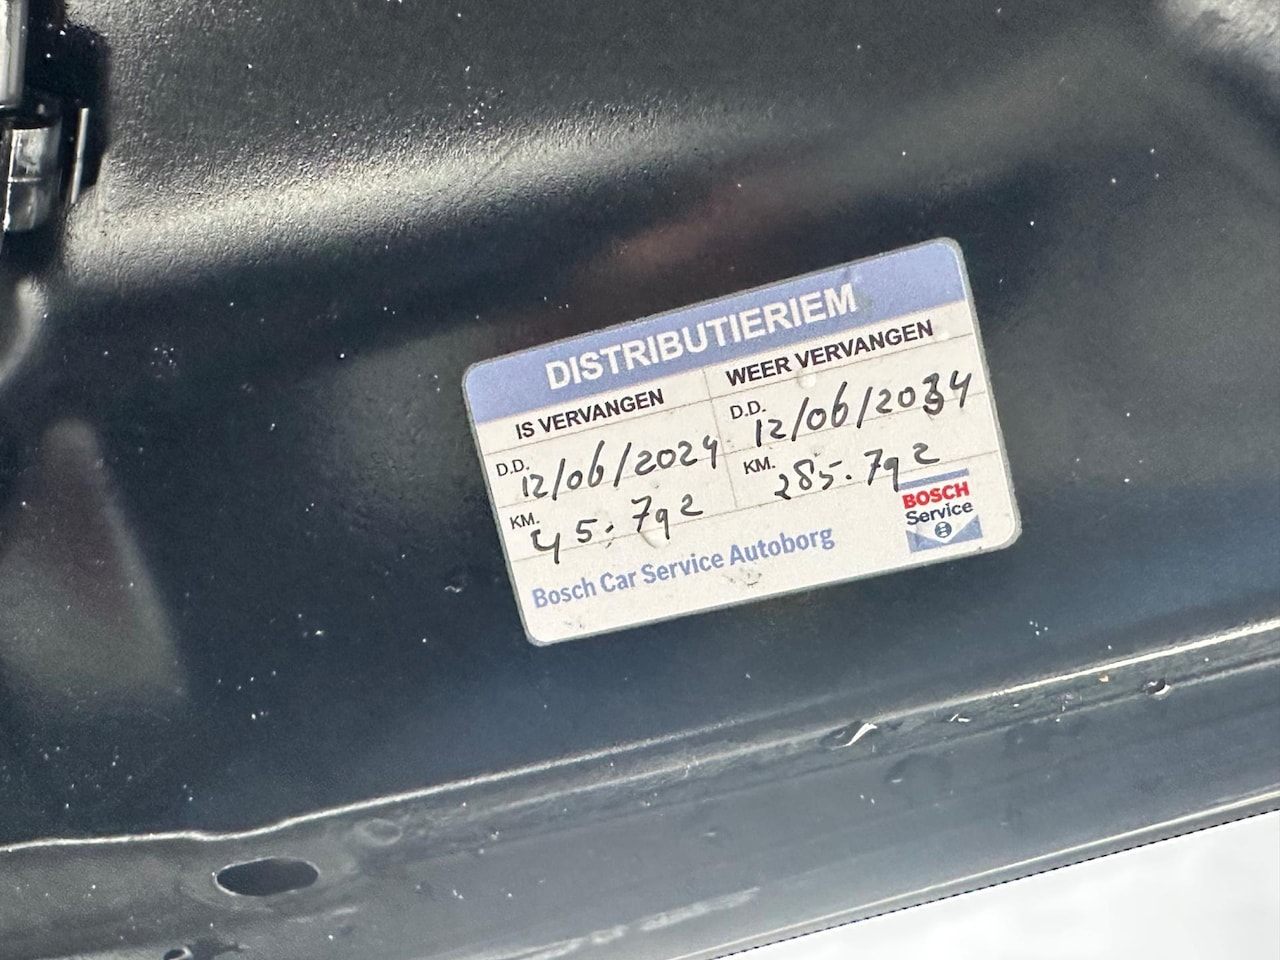 DISTRIBUTIERIEM
IS VERVANGEN
WEER VERVANGEN
D.D. 12/06/2024
D.D. 12/06/2034
KM. 45.792
KM. 285.792
Bosch Car Service Autoborg
BOSCH
Service